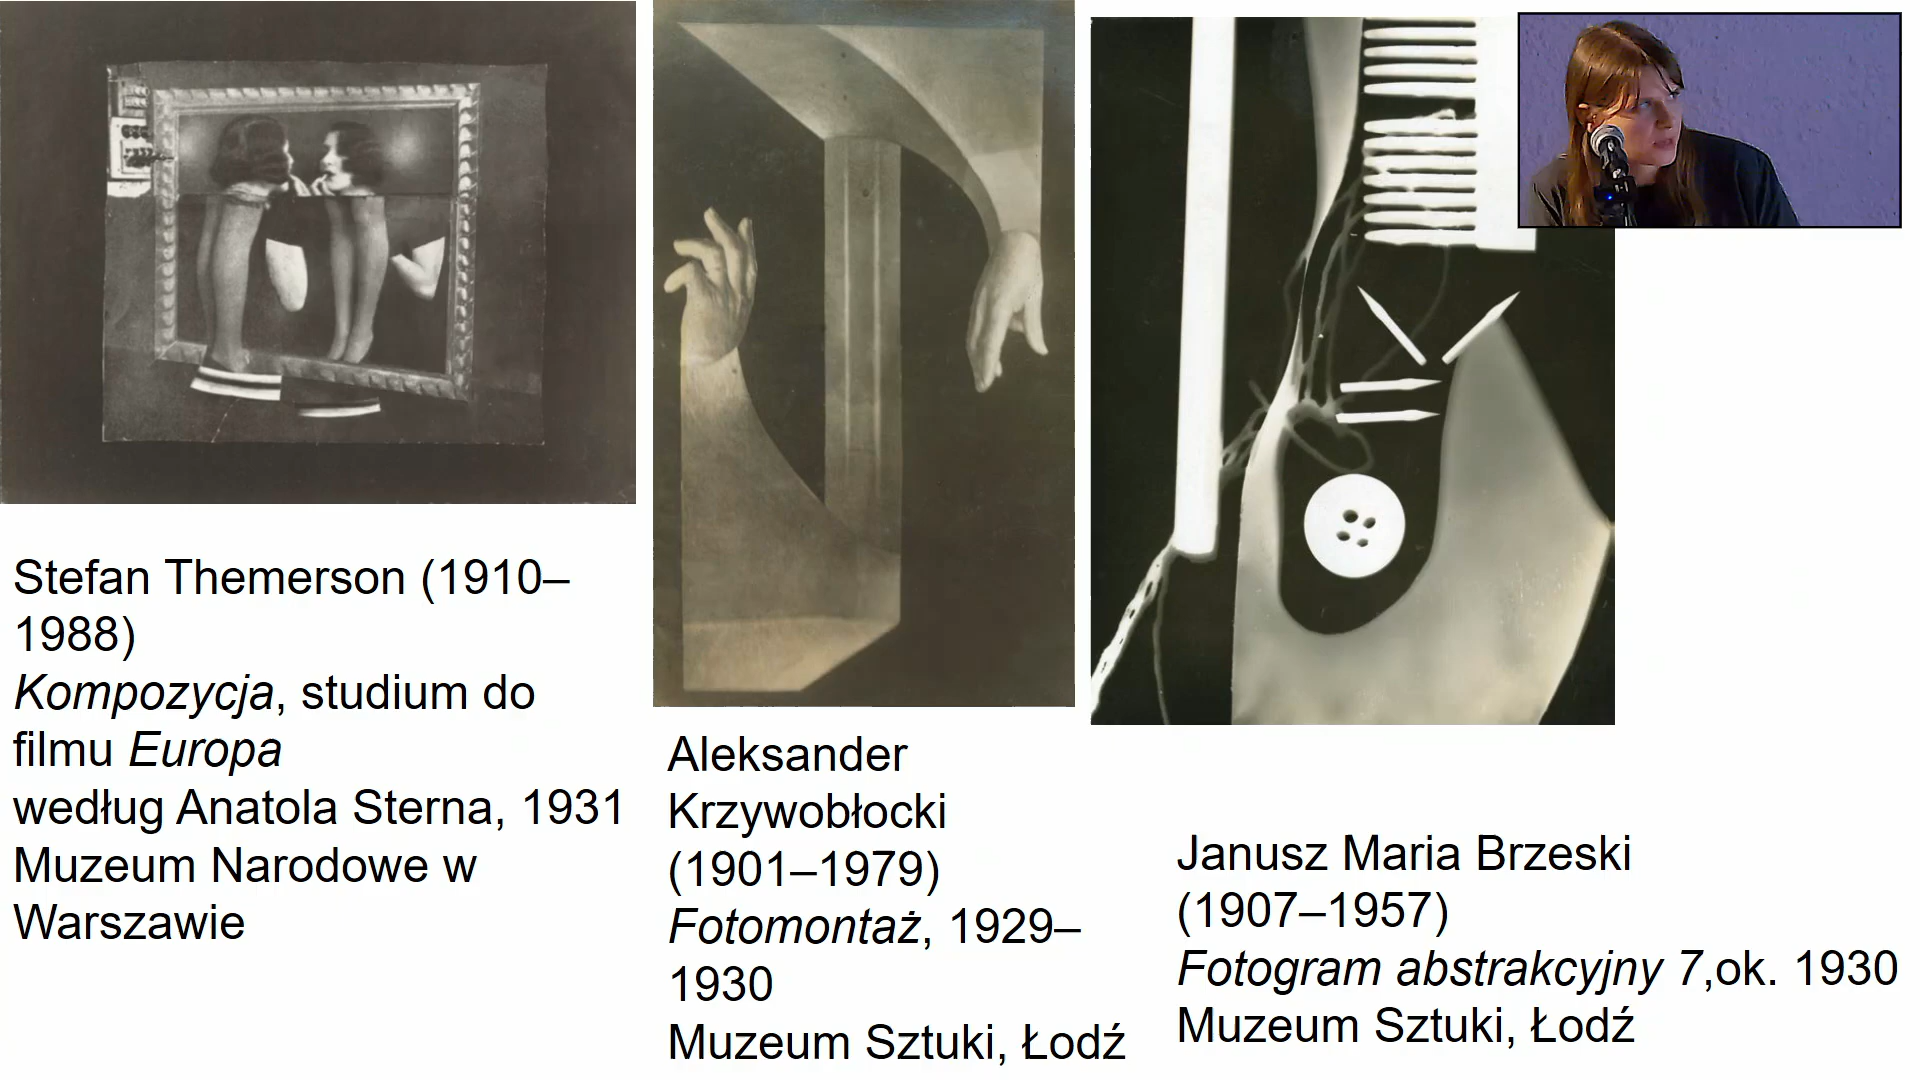 Stefan Themerson (1910–
1988)
Kompozycja, studium do
filmu Europa
według Anatola Sterna, 1931
Muzeum Narodowe w
Warszawie
Aleksander
Krzywobłocki
(1901–1979)
Fotomontaż, 1929–
1930
Muzeum Sztuki, Łodź
Janusz Maria Brzeski
(1907–1957)
Fotogram abstrakcyjny 7,ok. 1930
Muzeum Sztuki, Łodź